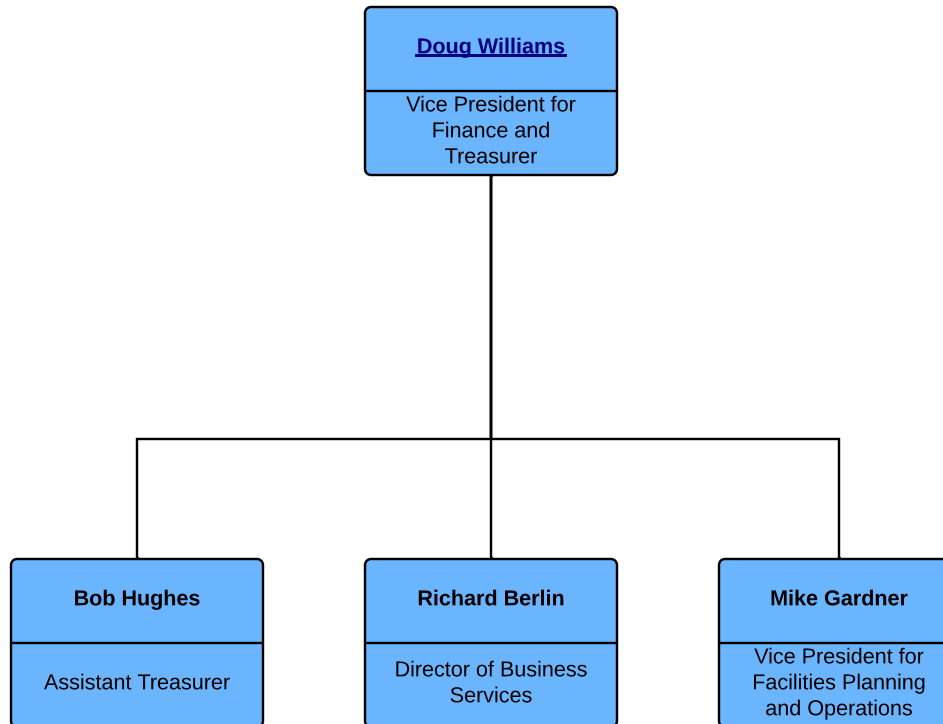 Doug Williams
Vice President for
Finance and
Treasurer
Bob Hughes
Assistant Treasurer
Richard Berlin
Director of Business
Services
Mike Gardner
Vice President for
Facilities Planning
and Operations